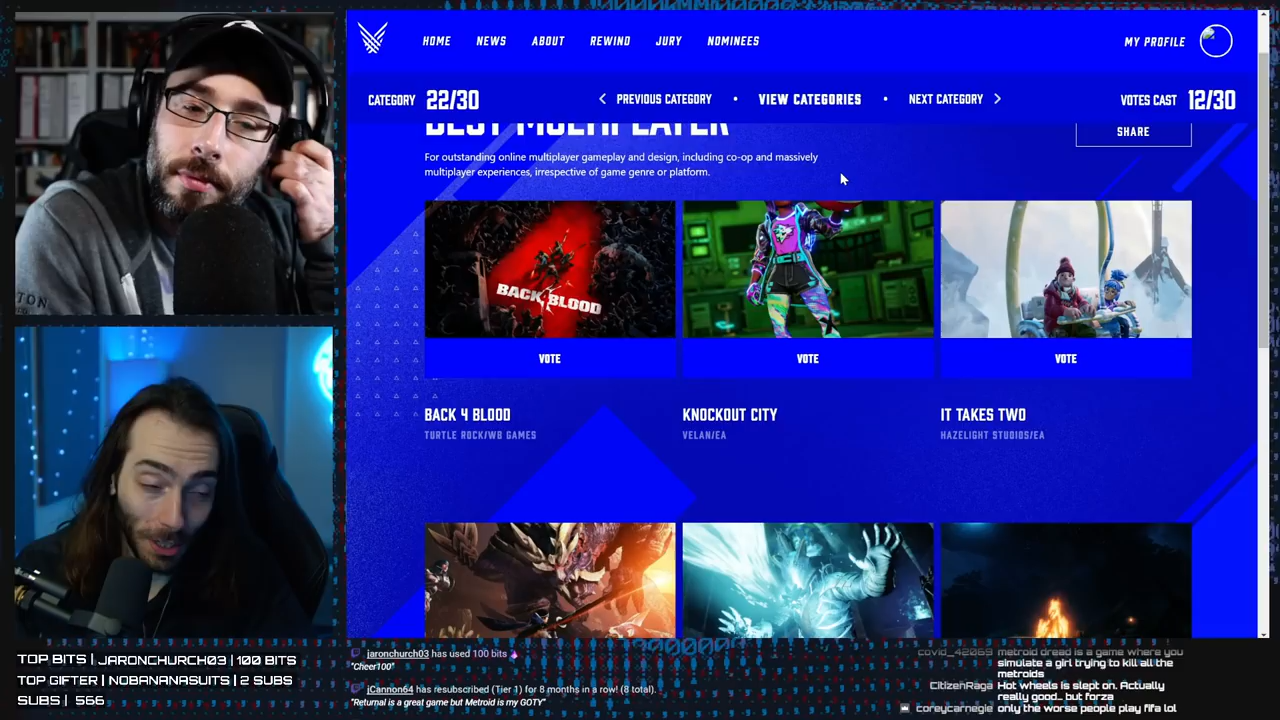 HOME NEWS ABOUT REWIND JURY NOMINEES
MY PROFILE
CATEGORY 22/30
PREVIOUS CATEGORY • VIEW CATEGORIES • NEXT CATEGORY
VOTES CAST 12/30
BEST MULTIPLAYER
SHARE
For outstanding online multiplayer gameplay and design, including co-op and massively
multiplayer experiences, irrespective of game genre or platform.
4
BACK BLOOD
VOTE
VOTE
VOTE
BACK 4 BLOOD
TURTLE ROCK/WB GAMES
KNOCKOUT CITY
VELAN/EA
IT TAKES TWO
HAZELIGHT STUDIOS/EA
TOP BITS | JARONCHURCH03 | 100 BITS
TOP GIFTER | NOBANANASUITS | 2 SUBS
SUBS | 566
jaronchurch03 has used 100 bits
"Cheer100"
jCannon64 has resubscribed (Tier 1) for 8 months in a row! (8 total).
"Returnal is a great game but Metroid is my GOTY"
covid_42069 metroid dread is a game where you
simulate a girl trying to kill all the
metroids
CitizenRaga Hot wheels is slept on. Actually
really good... but forza
coreycarnegie only the worse people play fifa lol